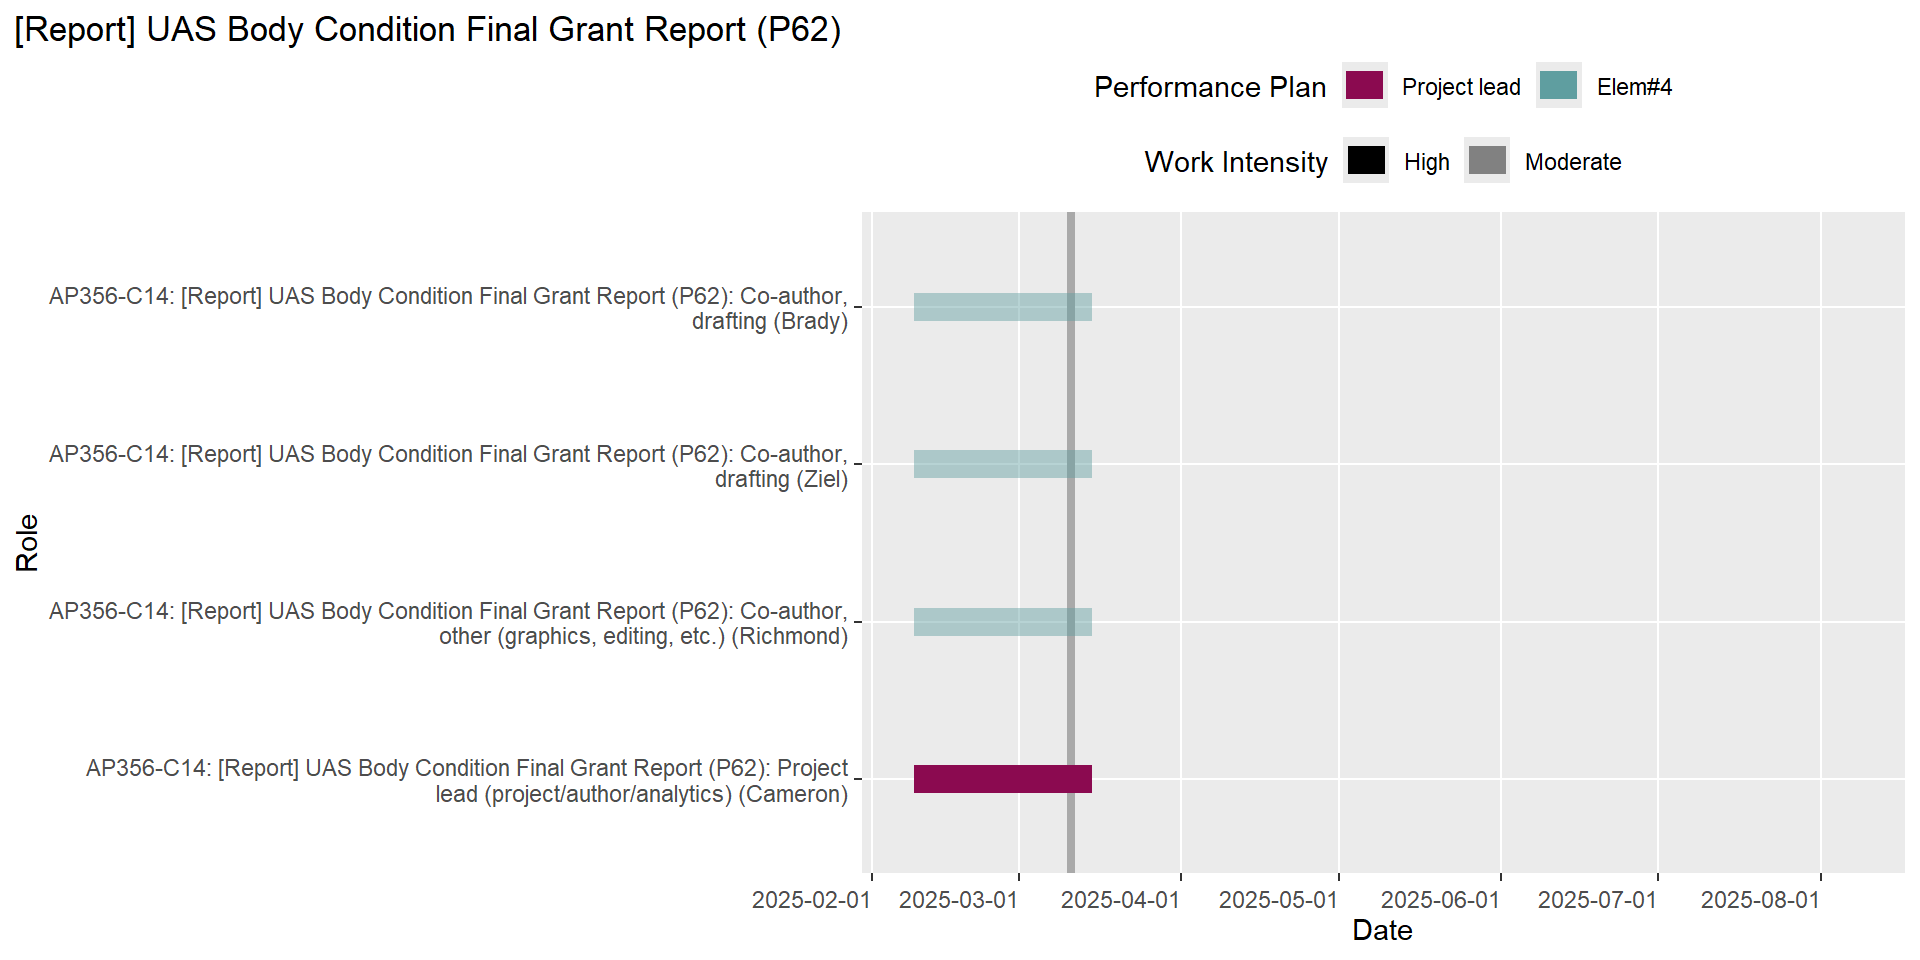 [Report] UAS Body Condition Final Grant Report (P62)
Performance Plan Project lead Elem#4
Work Intensity High Moderate
AP356-C14: [Report] UAS Body Condition Final Grant Report (P62): Co-author,
drafting (Brady)
AP356-C14: [Report] UAS Body Condition Final Grant Report (P62): Co-author,
drafting (Ziel)
Role
AP356-C14: [Report] UAS Body Condition Final Grant Report (P62): Co-author,
other (graphics, editing, etc.) (Richmond)
AP356-C14: [Report] UAS Body Condition Final Grant Report (P62): Project
lead (project/author/analytics) (Cameron)
2025-02-01 2025-03-01 2025-04-01 2025-05-01 2025-06-01 2025-07-01 2025-08-01
Date